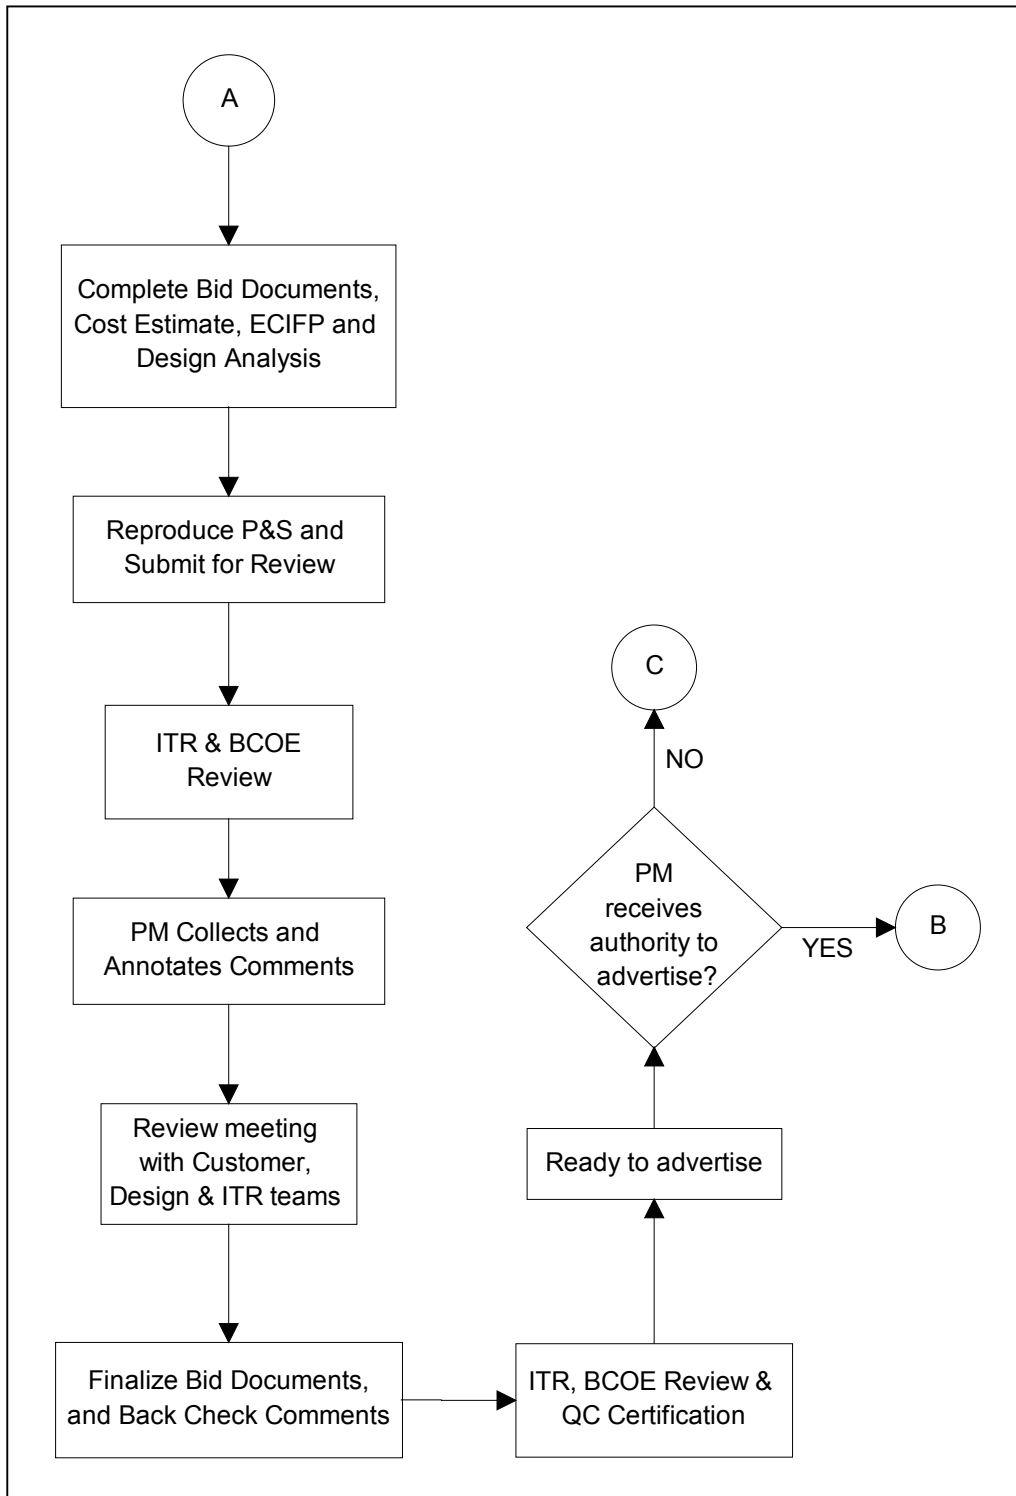 A
Complete Bid Documents,
Cost Estimate, ECIFP and
Design Analysis
Reproduce P&S and
Submit for Review
ITR & BCOE
Review
PM Collects and
Annotates Comments
Review meeting
with Customer,
Design & ITR teams
Finalize Bid Documents,
and Back Check Comments
ITR, BCOE Review &
QC Certification
Ready to advertise
PM
receives
authority to
advertise?
NO
C
YES
B